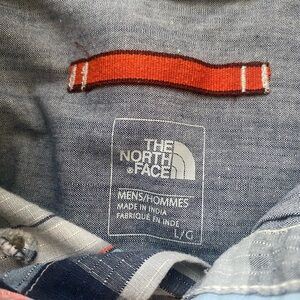 THE
NORTH
FACE
MENS/HOMMES
MADE IN INDIA
FABRIQUÉ EN INDE
L/G